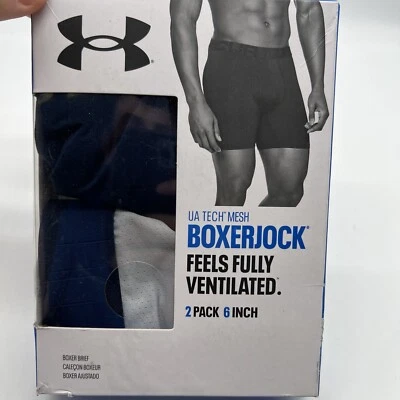 UA TECH™ MESH
BOXERJOCK®
FEELS FULLY
VENTILATED.
2 PACK 6 INCH
BOXER BRIEF
CALEÇON BOXEUR
BOXER AJUSTADO